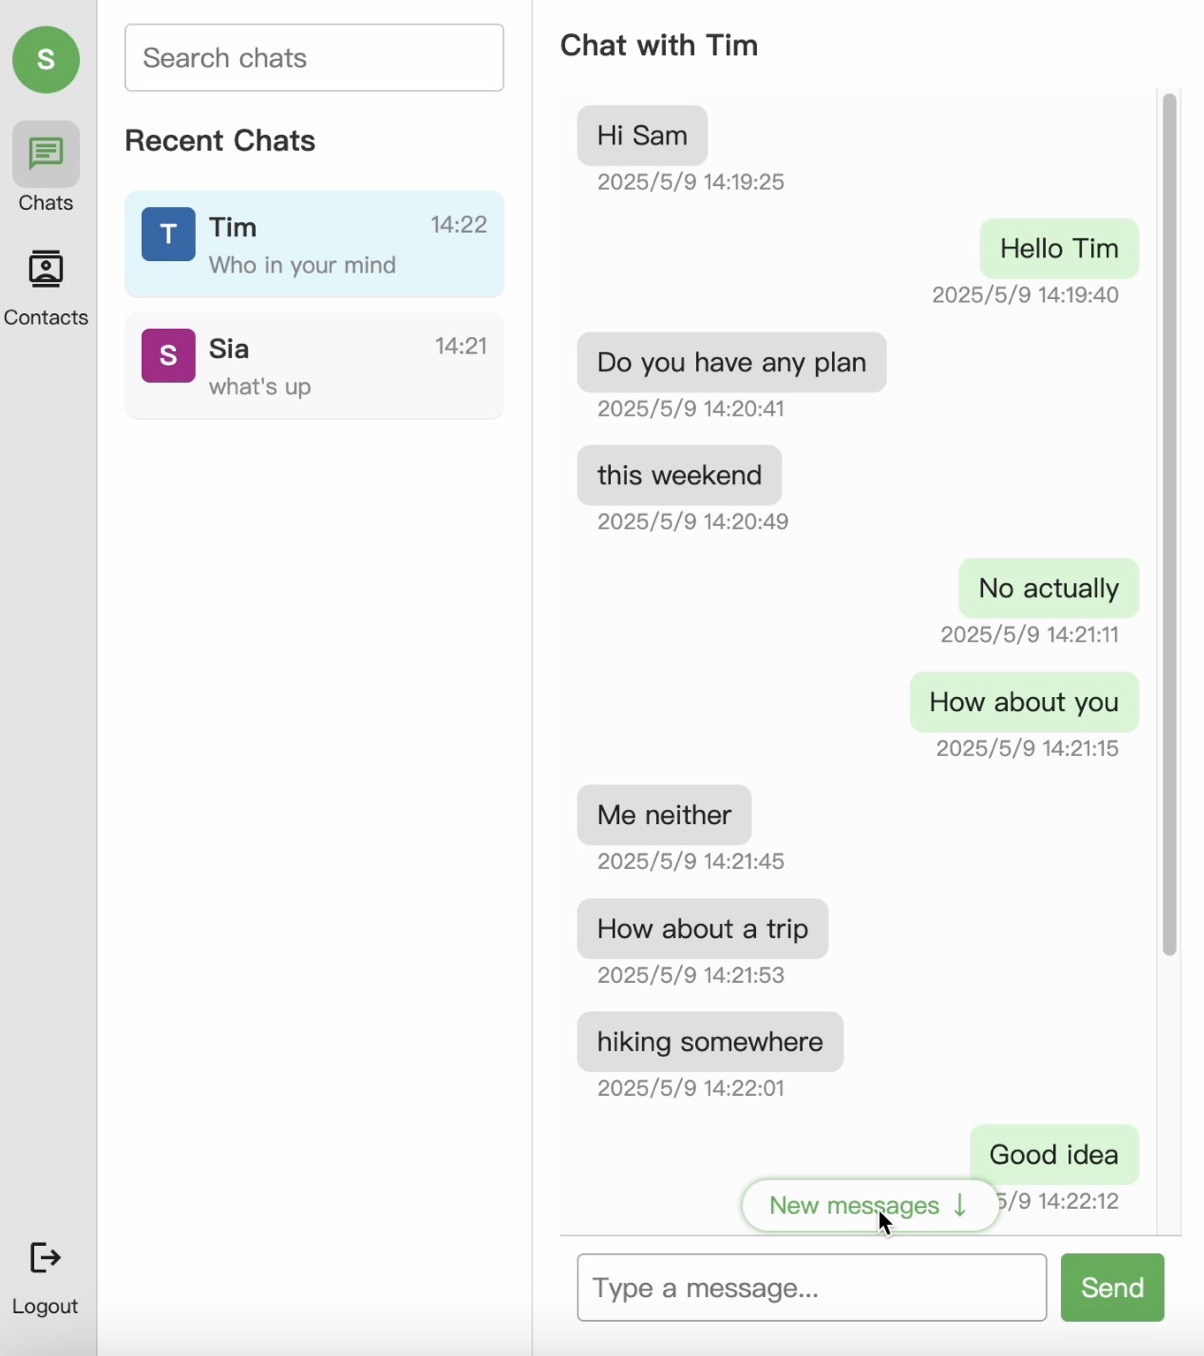 S
Chats
Contacts
Logout
Search chats
Recent Chats
T
Tim
14:22
Who in your mind
S
Sia
14:21
what's up
Chat with Tim
Hi Sam
2025/5/9 14:19:25
Hello Tim
2025/5/9 14:19:40
Do you have any plan
2025/5/9 14:20:41
this weekend
2025/5/9 14:20:49
No actually
2025/5/9 14:21:11
How about you
2025/5/9 14:21:15
Me neither
2025/5/9 14:21:45
How about a trip
2025/5/9 14:21:53
hiking somewhere
2025/5/9 14:22:01
Good idea
5/9 14:22:12
New messages ↓
Type a message...
Send